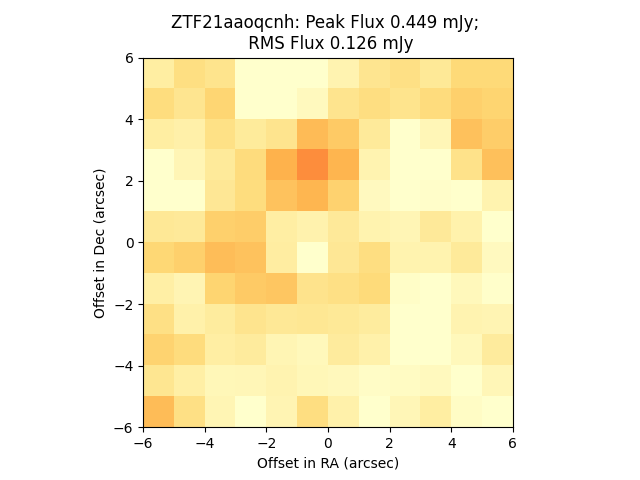 ZTF21aaoqcnh: Peak Flux 0.449 mJy;
RMS Flux 0.126 mJy
6
4
2
0
−2
−4
−6
Offset in Dec (arcsec)
−6 −4 −2 0 2 4 6
Offset in RA (arcsec)